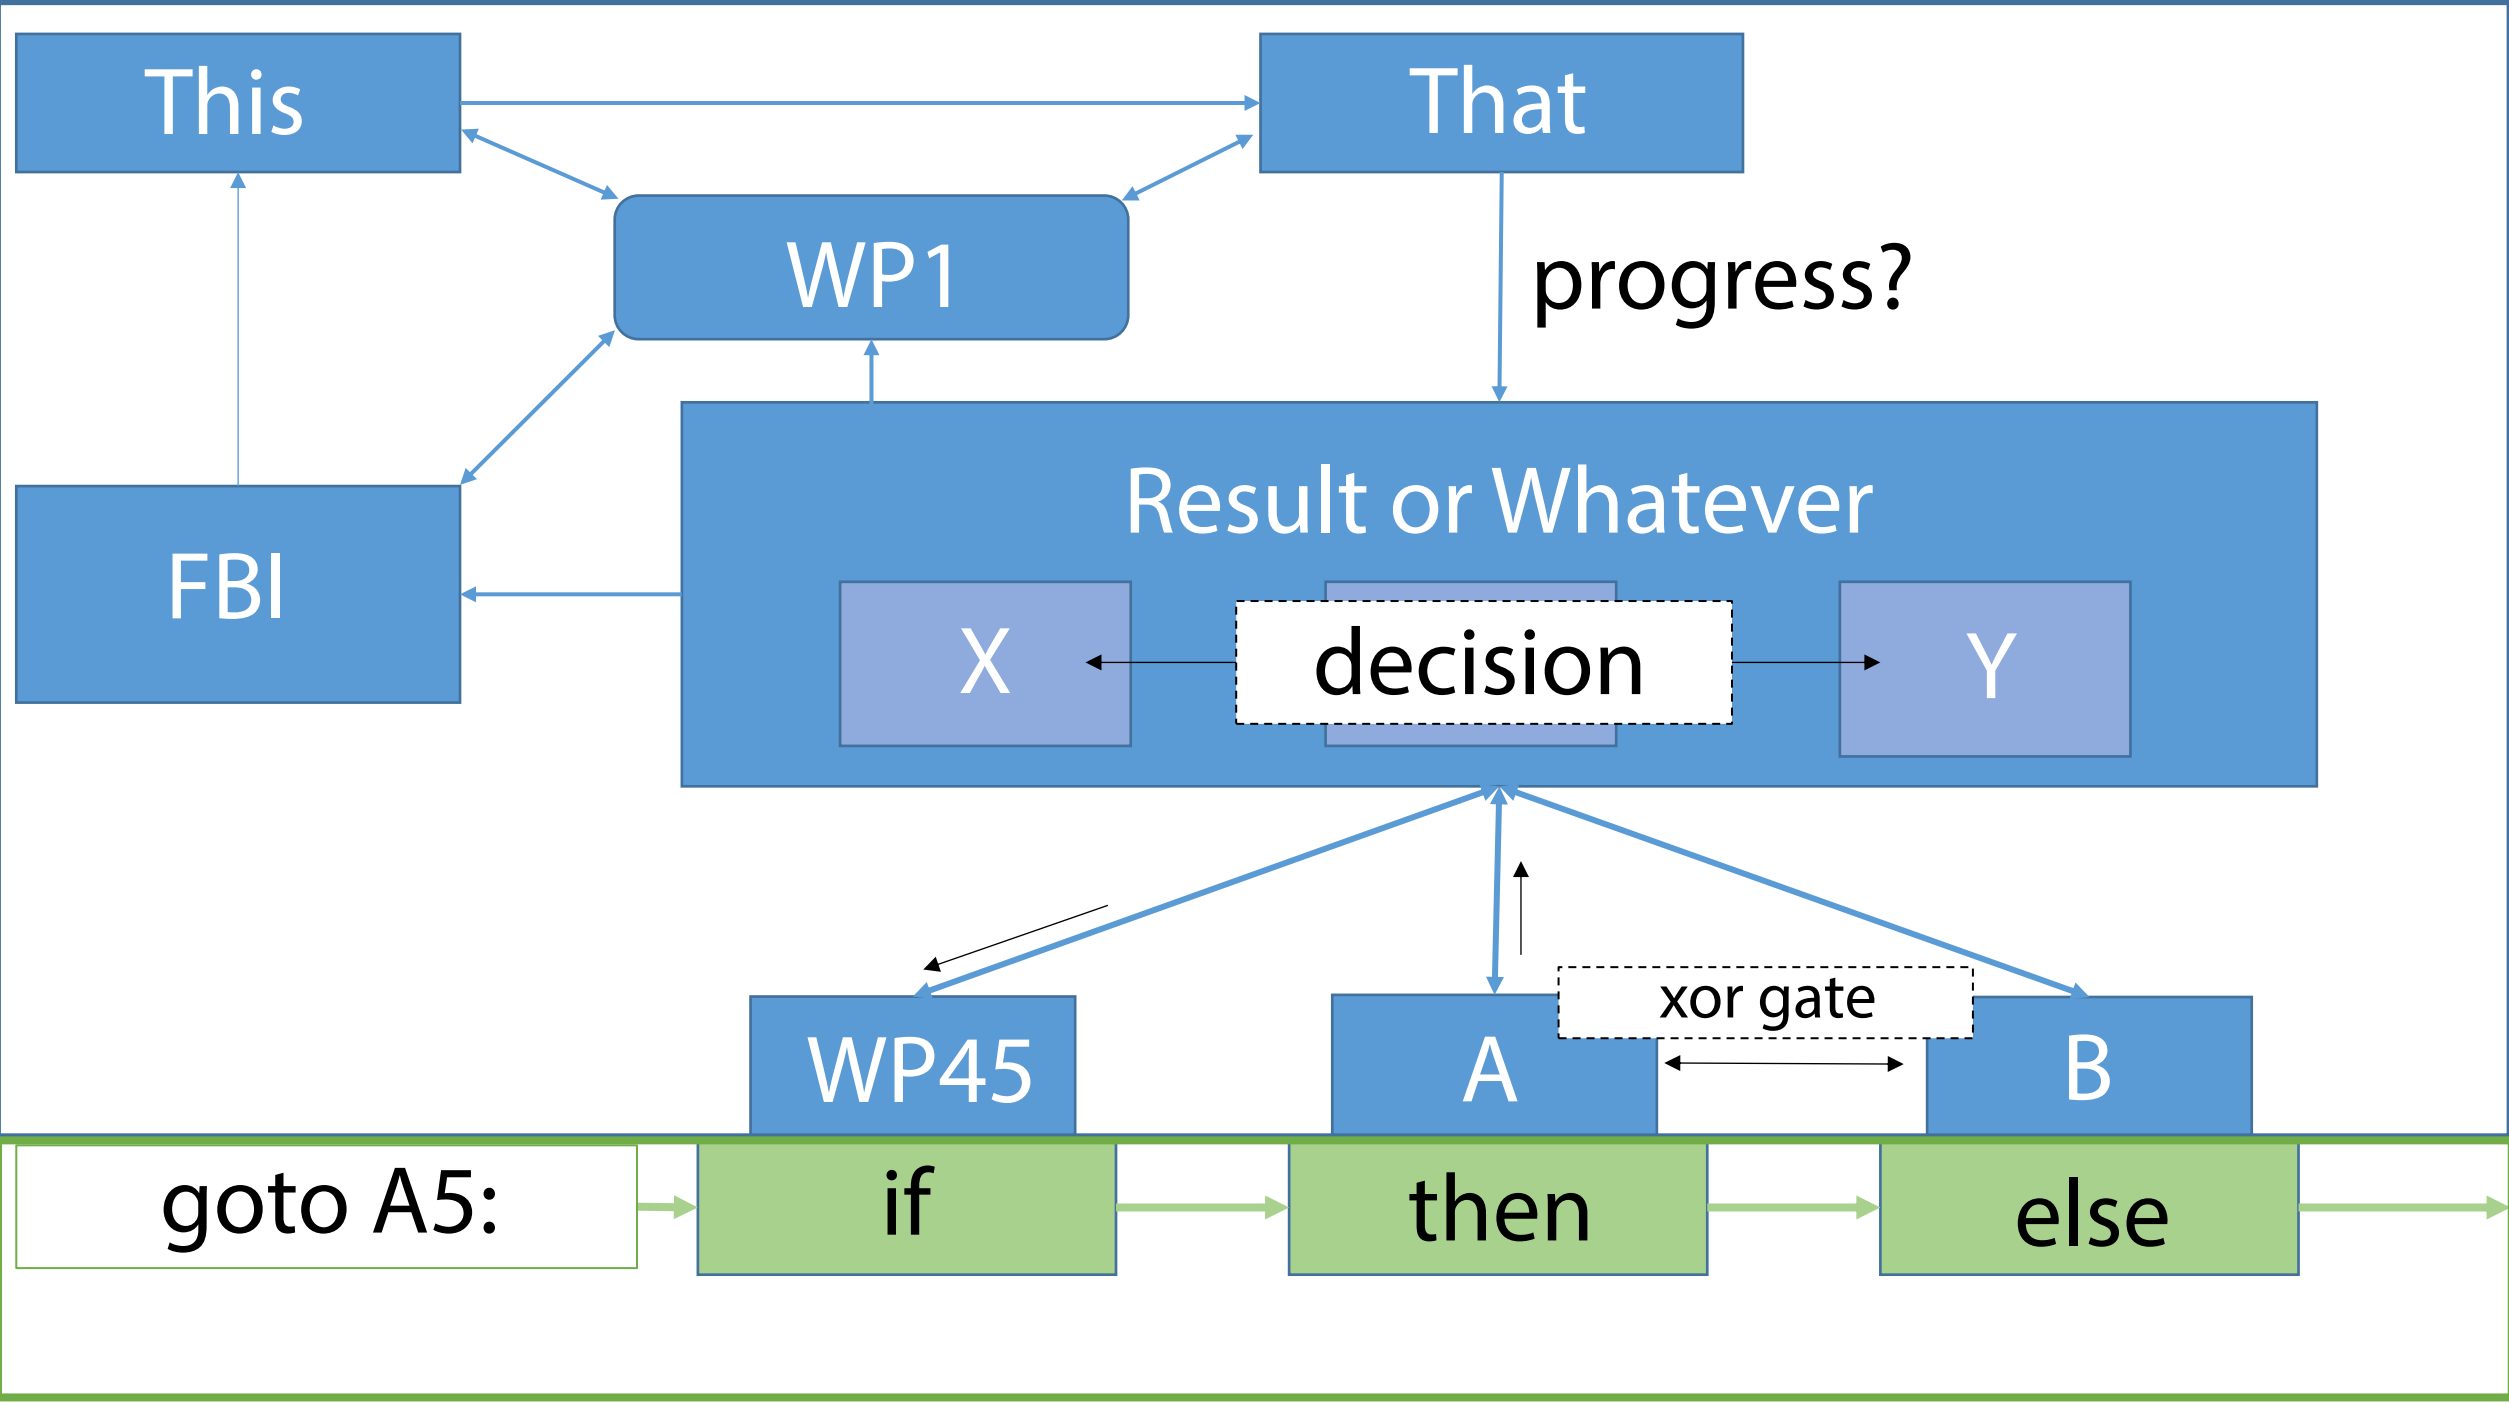 This
That
WP1
progress?
Result or Whatever
FBI
X
decision
Y
xor gate
WP45
A
B
goto A5:
if
then
else